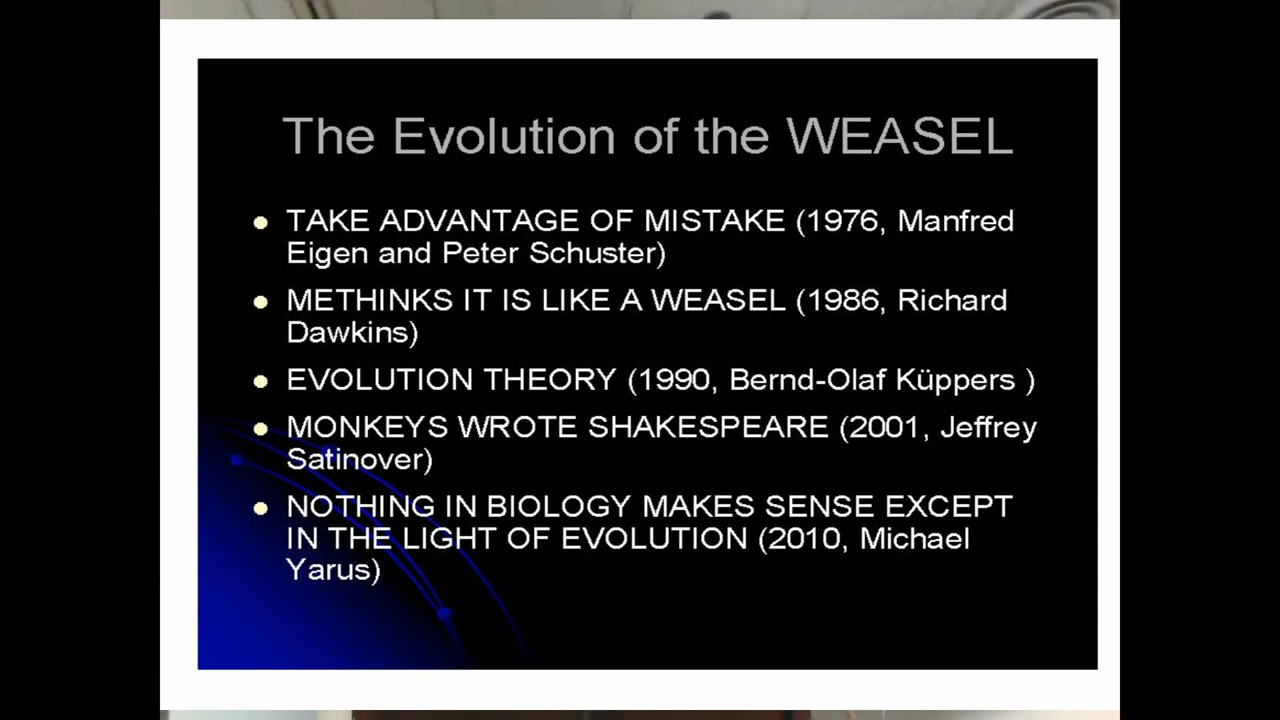 The Evolution of the WEASEL
● TAKE ADVANTAGE OF MISTAKE (1976, Manfred
Eigen and Peter Schuster)
● METHINKS IT IS LIKE A WEASEL (1986, Richard
Dawkins)
● EVOLUTION THEORY (1990, Bernd-Olaf Küppers )
● MONKEYS WROTE SHAKESPEARE (2001, Jeffrey
Satinover)
● NOTHING IN BIOLOGY MAKES SENSE EXCEPT
IN THE LIGHT OF EVOLUTION (2010, Michael
Yarus)